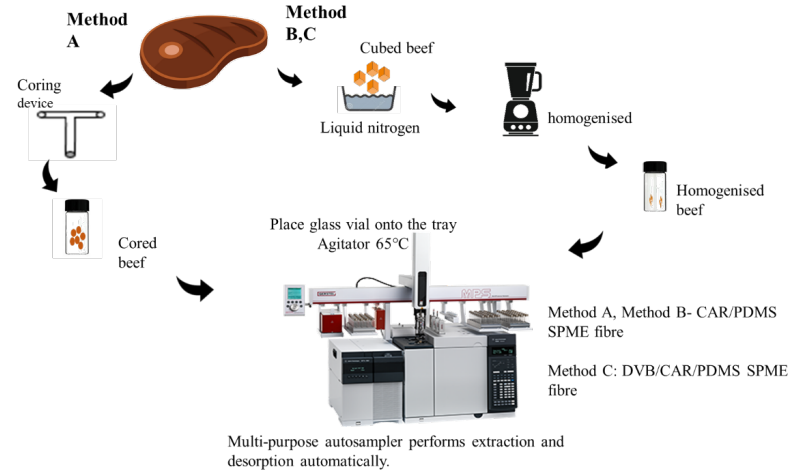 Method
A
Method
B,C
Cubed beef
Coring
device
Liquid nitrogen
homogenised
Homogenised
beef
Cored
beef
Place glass vial onto the tray
Agitator 65°C
MPS
Method A, Method B- CAR/PDMS
SPME fibre
Method C: DVB/CAR/PDMS SPME
fibre
Multi-purpose autosampler performs extraction and
desorption automatically.